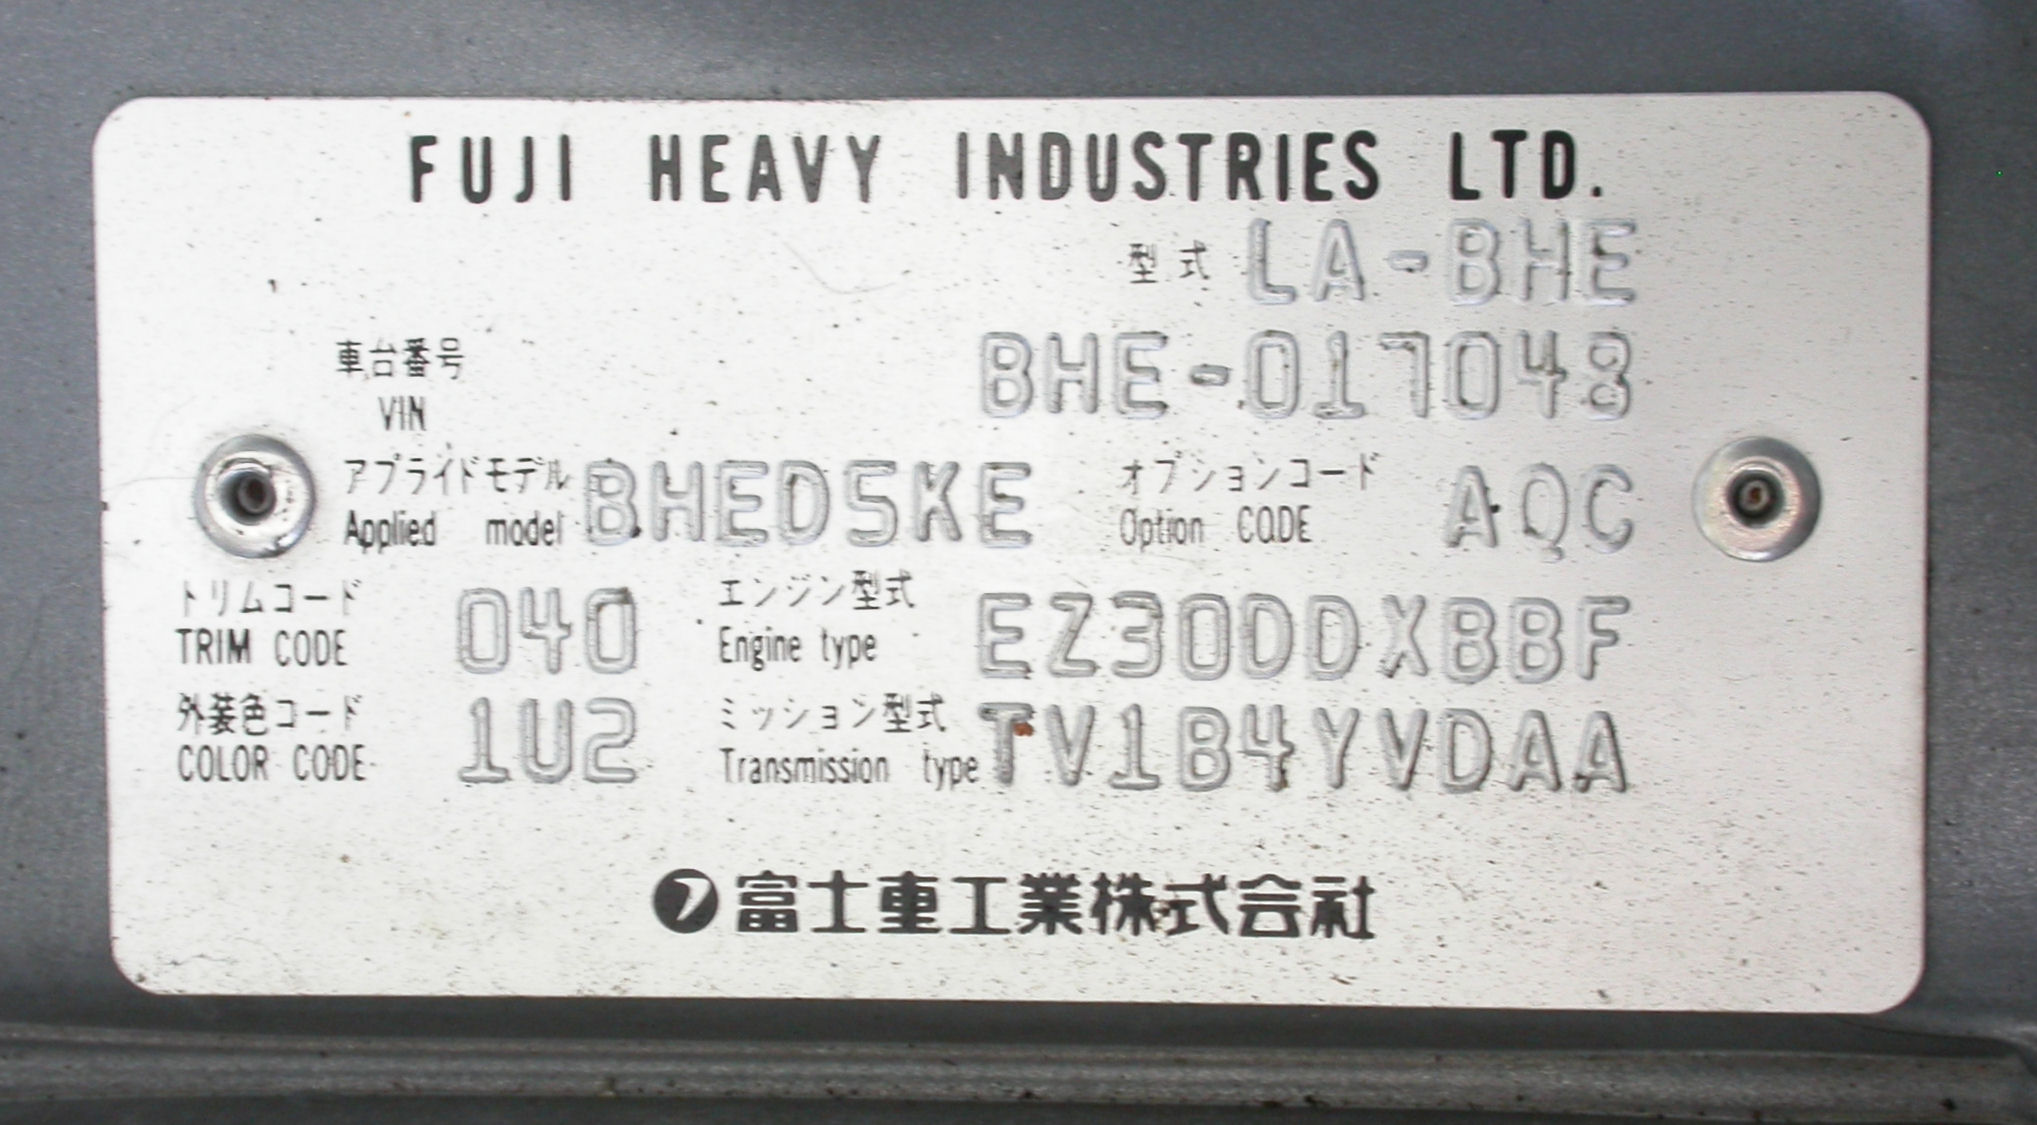 FUJI HEAVY INDUSTRIES LTD.
型式 LA-BHE
車台番号
VIN BHE-017048
アプライドモデル オプションコード
Applied model BHED5KE Option CODE AQC
トリムコード エンジン型式
TRIM CODE 040 Engine type EZ30DDXBBF
外装色コード ミッション型式
COLOR CODE 1U2 Transmission type TV1B4YVDAA
富士重工業株式会社